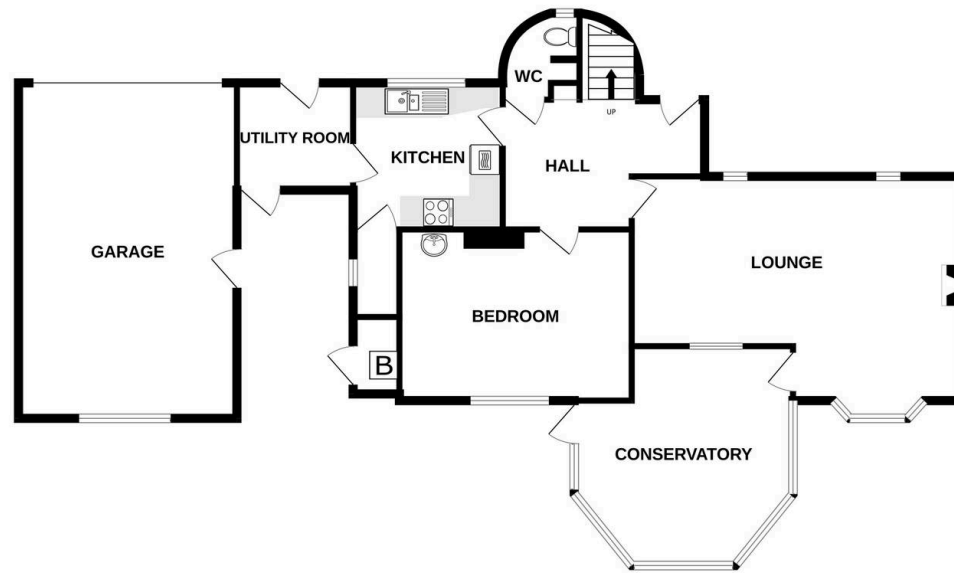 WC
UP
UTILITY ROOM
KITCHEN
HALL
GARAGE
LOUNGE
BEDROOM
B
CONSERVATORY